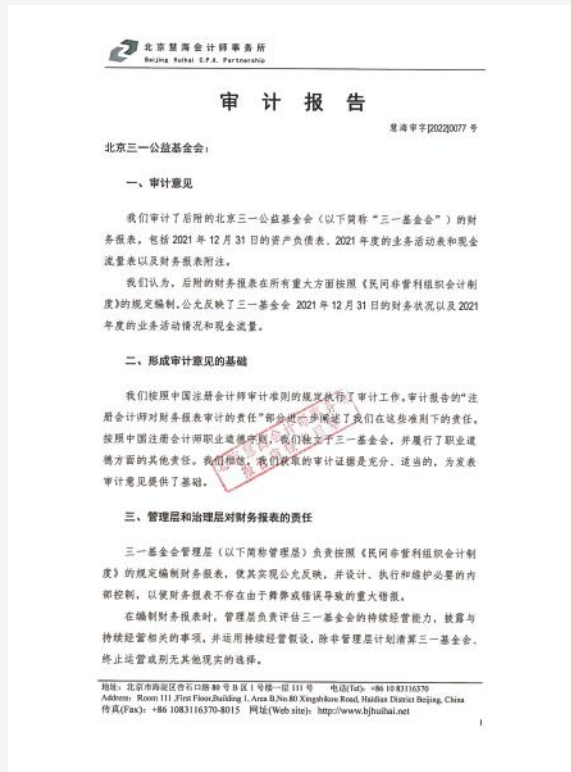 北京慧海会计师事务所
Beijing Huihai C.P.A. Partnership
审 计 报 告
慧海审字[2022]0077 号
北京三一公益基金会：
一、审计意见
我们审计了后附的北京三一公益基金会（以下简称“三一基金会”）的财
务报表，包括 2021 年 12 月 31 日的资产负债表、2021 年度的业务活动表和现金
流量表以及财务报表附注。
我们认为，后附的财务报表在所有重大方面按照《民间非营利组织会计制
度》的规定编制，公允反映了三一基金会 2021 年 12 月 31 日的财务状况以及 2021
年度的业务活动情况和现金流量。
二、形成审计意见的基础
我们按照中国注册会计师审计准则的规定执行了审计工作。审计报告的“注
册会计师对财务报表审计的责任”部分进一步阐述了我们在这些准则下的责任。
按照中国注册会计师职业道德守则，我们独立于三一基金会，并履行了职业道
德方面的其他责任。我们相信，我们获取的审计证据是充分、适当的，为发表
审计意见提供了基础。
三、管理层和治理层对财务报表的责任
三一基金会管理层（以下简称管理层）负责按照《民间非营利组织会计制
度》的规定编制财务报表，使其实现公允反映，并设计、执行和维护必要的内
部控制，以使财务报表不存在由于舞弊或错误导致的重大错报。
在编制财务报表时，管理层负责评估三一基金会的持续经营能力，披露与
持续经营相关的事项，并运用持续经营假设，除非管理层计划清算三一基金会、
终止运营或别无其他现实的选择。
地址：北京市海淀区杏石口路 80 号 B 区 1 号楼一层 111 号 电话(Tel)：+86 10 83116370
Address：Room 111 ,First Floor,Building 1, Area B,No.80 Xingshikou Road, Haidian District Beijing, China
传真(Fax)：+86 1083116370-8015 网址(Web site)：http://www.bjhuihai.net
1